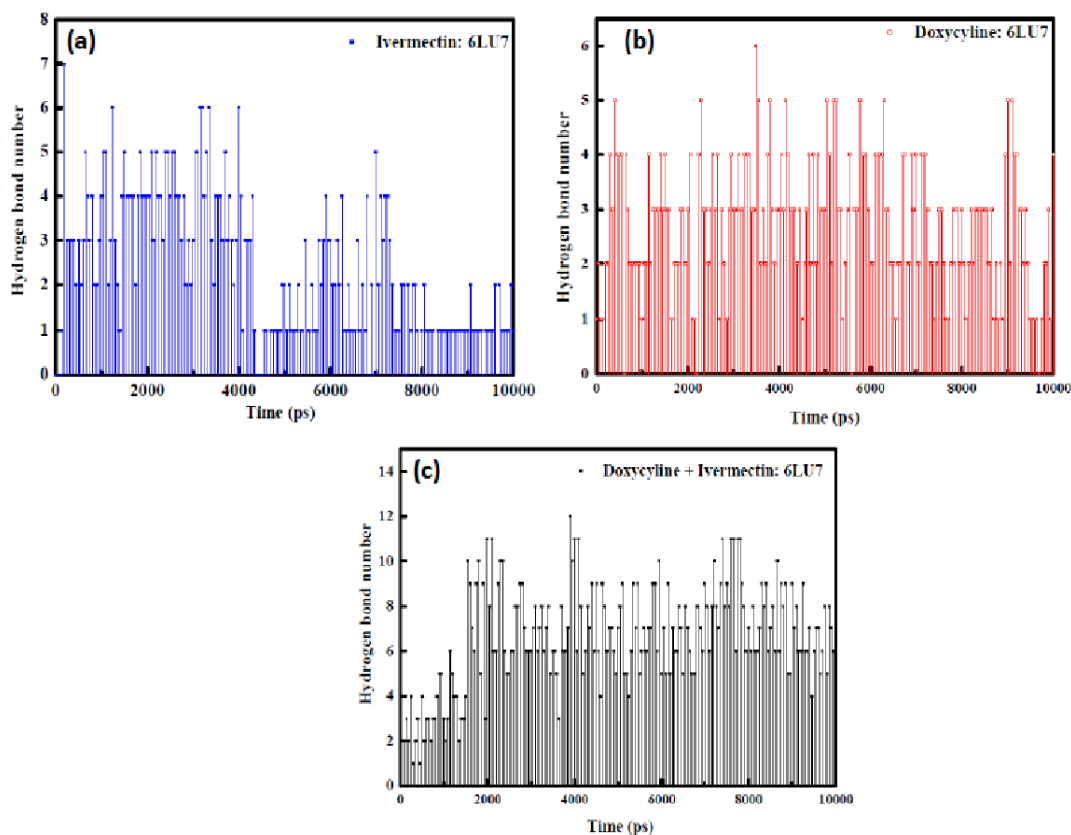 (a)
Ivermectin: 6LU7
Hydrogen bond number
8
7
6
5
4
3
2
1
0
0 2000 4000 6000 8000 10000
Time (ps)
(b)
Doxycyline: 6LU7
Hydrogen bond number
6
5
4
3
2
1
0
0 2000 4000 6000 8000 10000
Time (ps)
(c)
Doxycyline + Ivermectin: 6LU7
Hydrogen bond number
14
12
10
8
6
4
2
0
0 2000 4000 6000 8000 10000
Time (ps)